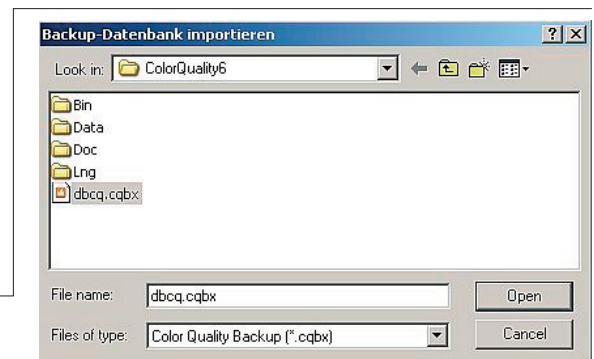 Backup-Datenbank importieren
Look in: ColorQuality6
Bin
Data
Doc
Lng
dbcq.cqbx
File name: dbcq.cqbx Open
Files of type: Color Quality Backup (*.cqbx) Cancel